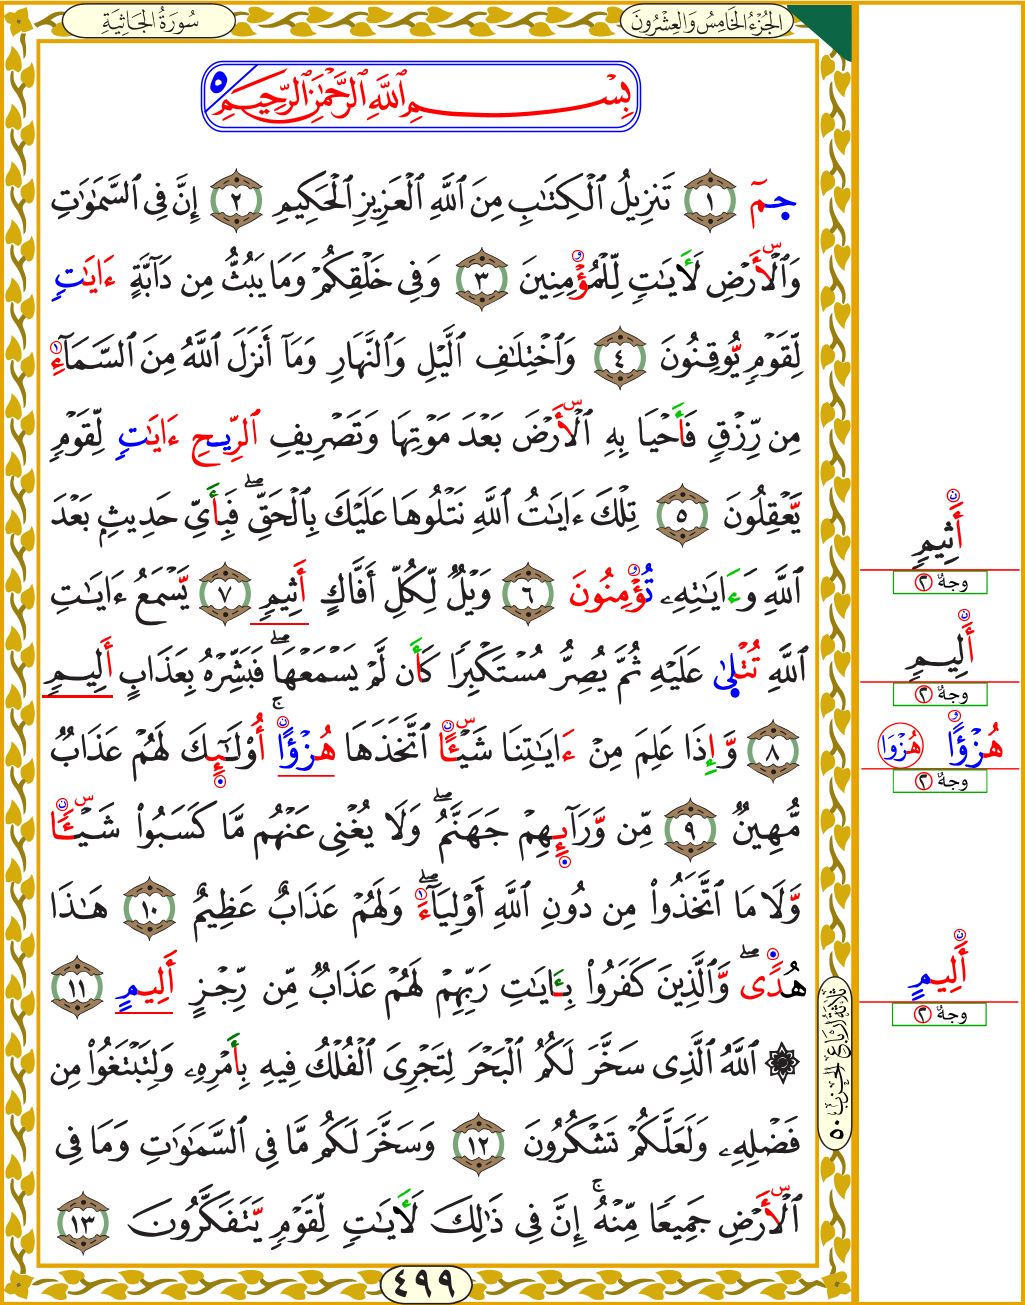 سُورَةُ الجَاثِيَةِ
الجُزْءُ الخَامِسُ وَالعِشْرُونَ
بِسْمِ ٱللَّهِ ٱلرَّحْمَٰنِ ٱلرَّحِيمِ ٥
حمٓ ١ تَنزِيلُ ٱلْكِتَٰبِ مِنَ ٱللَّهِ ٱلْعَزِيزِ ٱلْحَكِيمِ ٢ إِنَّ فِى ٱلسَّمَٰوَٰتِ
وَٱلْأَرْضِ لَأٓيَٰتٍ لِّلْمُؤْمِنِينَ ٣ وَفِى خَلْقِكُمْ وَمَا يَبُثُّ مِن دَآبَّةٍ ءَايَٰتٍ
لِّقَوْمٍ يُوقِنُونَ ٤ وَٱخْتِلَٰفِ ٱلَّيْلِ وَٱلنَّهَارِ وَمَآ أَنزَلَ ٱللَّهُ مِنَ ٱلسَّمَآءِ
مِن رِّزْقٍ فَأَحْيَا بِهِ ٱلْأَرْضَ بَعْدَ مَوْتِهَا وَتَصْرِيفِ ٱلرِّيحِ ءَايَٰتٍ لِّقَوْمٍ
يَعْقِلُونَ ٥ تِلْكَ ءَايَٰتُ ٱللَّهِ نَتْلُوهَا عَلَيْكَ بِٱلْحَقِّۖ فَبِأَىِّ حَدِيثٍۭ بَعْدَ
ٱللَّهِ وَءَايَٰتِهِۦ تُؤْمِنُونَ ٦ وَيْلٌ لِّكُلِّ أَفَّاكٍ أَثِيمٍ ٧ يَسْمَعُ ءَايَٰتِ
ٱللَّهِ تُتْلَىٰ عَلَيْهِ ثُمَّ يُصِرُّ مُسْتَكْبِرًا كَأَن لَّمْ يَسْمَعْهَاۖ فَبَشِّرْهُ بِعَذَابٍ أَلِيمٍ
٨ وَإِذَا عَلِمَ مِنْ ءَايَٰتِنَا شَيْـًٔا ٱتَّخَذَهَا هُزْؤًاۚ أُو۟لَٰٓئِكَ لَهُمْ عَذَابٌ
مُّهِينٌ ٩ مِّن وَرَآئِهِمْ جَهَنَّمُۖ وَلَا يُغْنِى عَنْهُم مَّا كَسَبُوا۟ شَيْـًٔا
وَلَا مَا ٱتَّخَذُوا۟ مِن دُونِ ٱللَّهِ أَوْلِيَآءَۖ وَلَهُمْ عَذَابٌ عَظِيمٌ ١٠ هَٰذَا
هُدًىۖ وَٱلَّذِينَ كَفَرُوا۟ بِـَٔايَٰتِ رَبِّهِمْ لَهُمْ عَذَابٌ مِّن رِّجْزٍ أَلِيمٍ ١١
۞ ٱللَّهُ ٱلَّذِى سَخَّرَ لَكُمُ ٱلْبَحْرَ لِتَجْرِىَ ٱلْفُلْكُ فِيهِ بِأَمْرِهِۦ وَلِتَبْتَغُوا۟ مِن
فَضْلِهِۦ وَلَعَلَّكُمْ تَشْكُرُونَ ١٢ وَسَخَّرَ لَكُم مَّا فِى ٱلسَّمَٰوَٰتِ وَمَا فِى
ٱلْأَرْضِ جَمِيعًا مِّنْهُۚ إِنَّ فِى ذَٰلِكَ لَأٓيَٰتٍ لِّقَوْمٍ يَتَفَكَّرُونَ ١٣
أَثِيمٍ
وجهٌ ٢
أَلِيمٍ
وجهٌ ٢
هُزْؤًا هُزْوًا
وجهٌ ٢
أَلِيمٍ
وجهٌ ٢
ثَلَاثَةُ أَرْبَاعِ الحِزْبِ ٥٠
٤٩٩